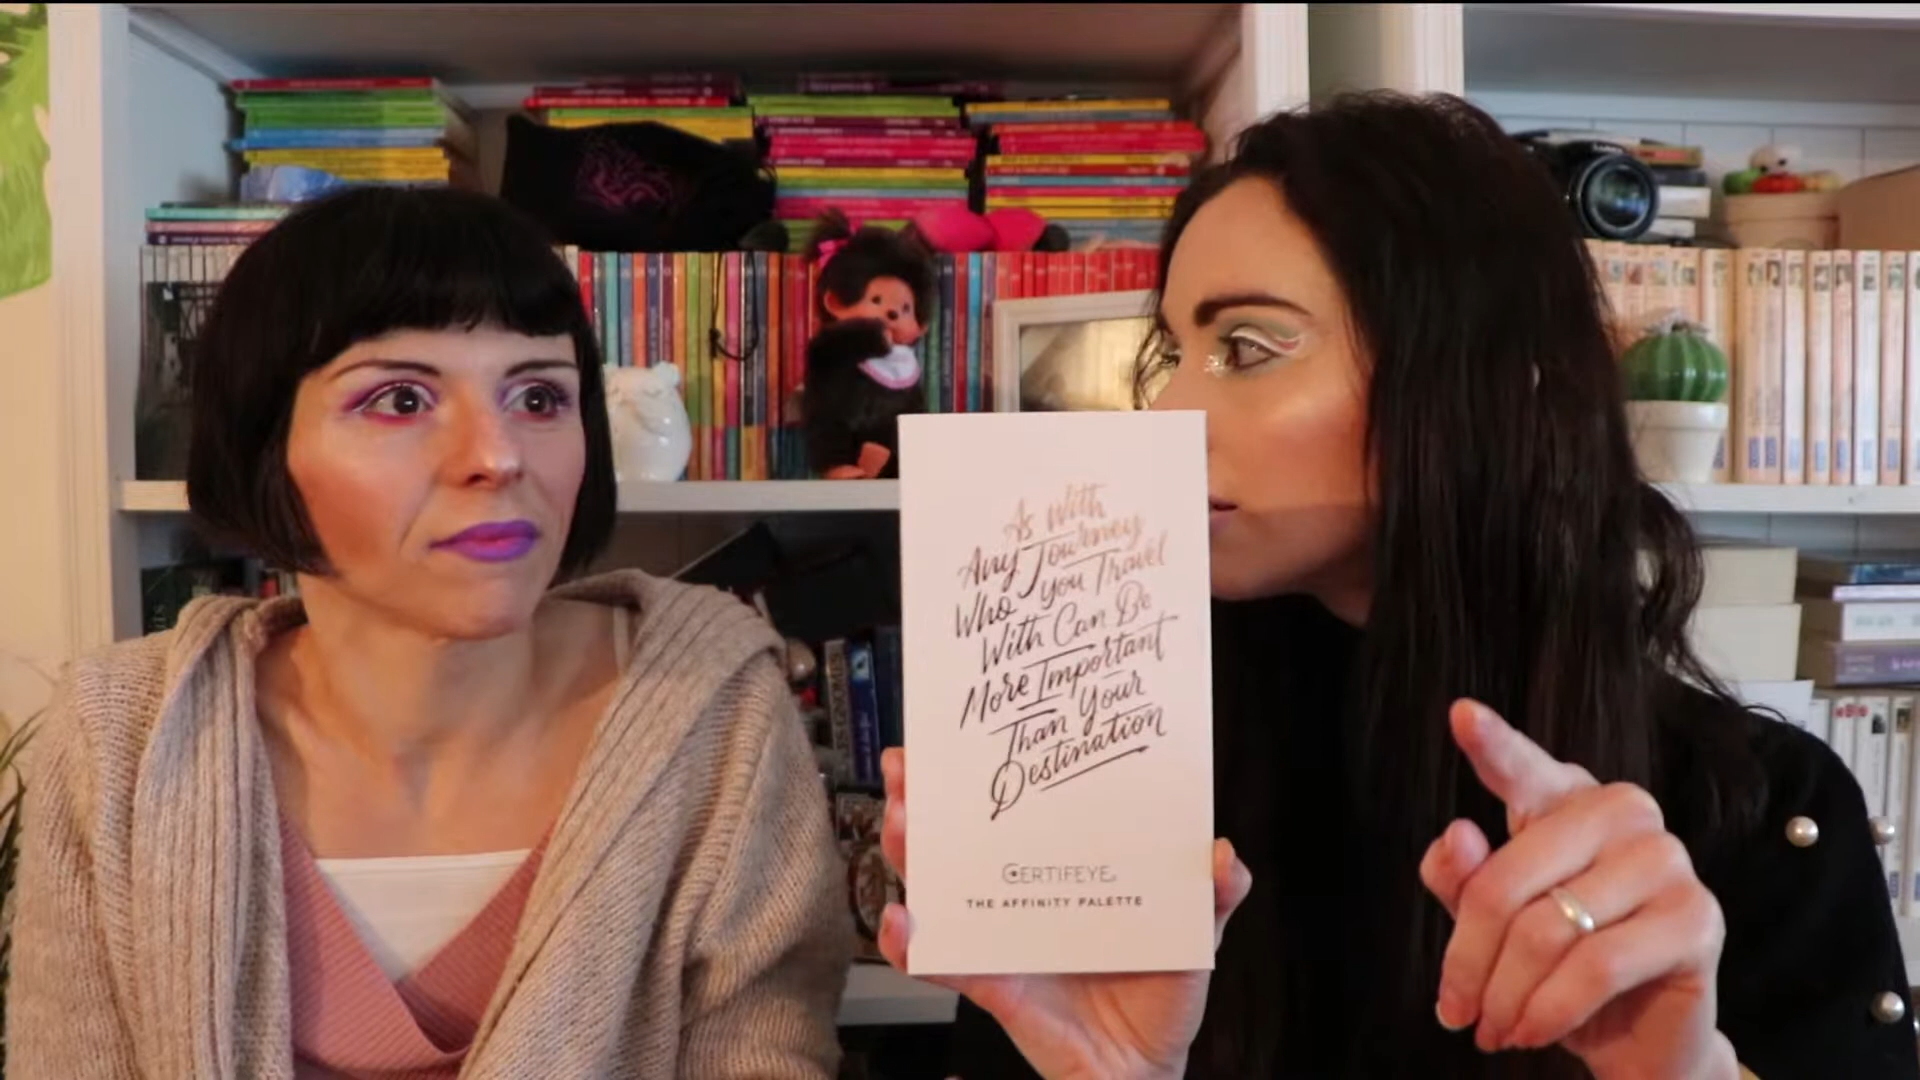 As With
Any Journey
Who you Travel
With Can Be
More Important
Than Your
Destination
CERTIFEYE
THE AFFINITY PALETTE